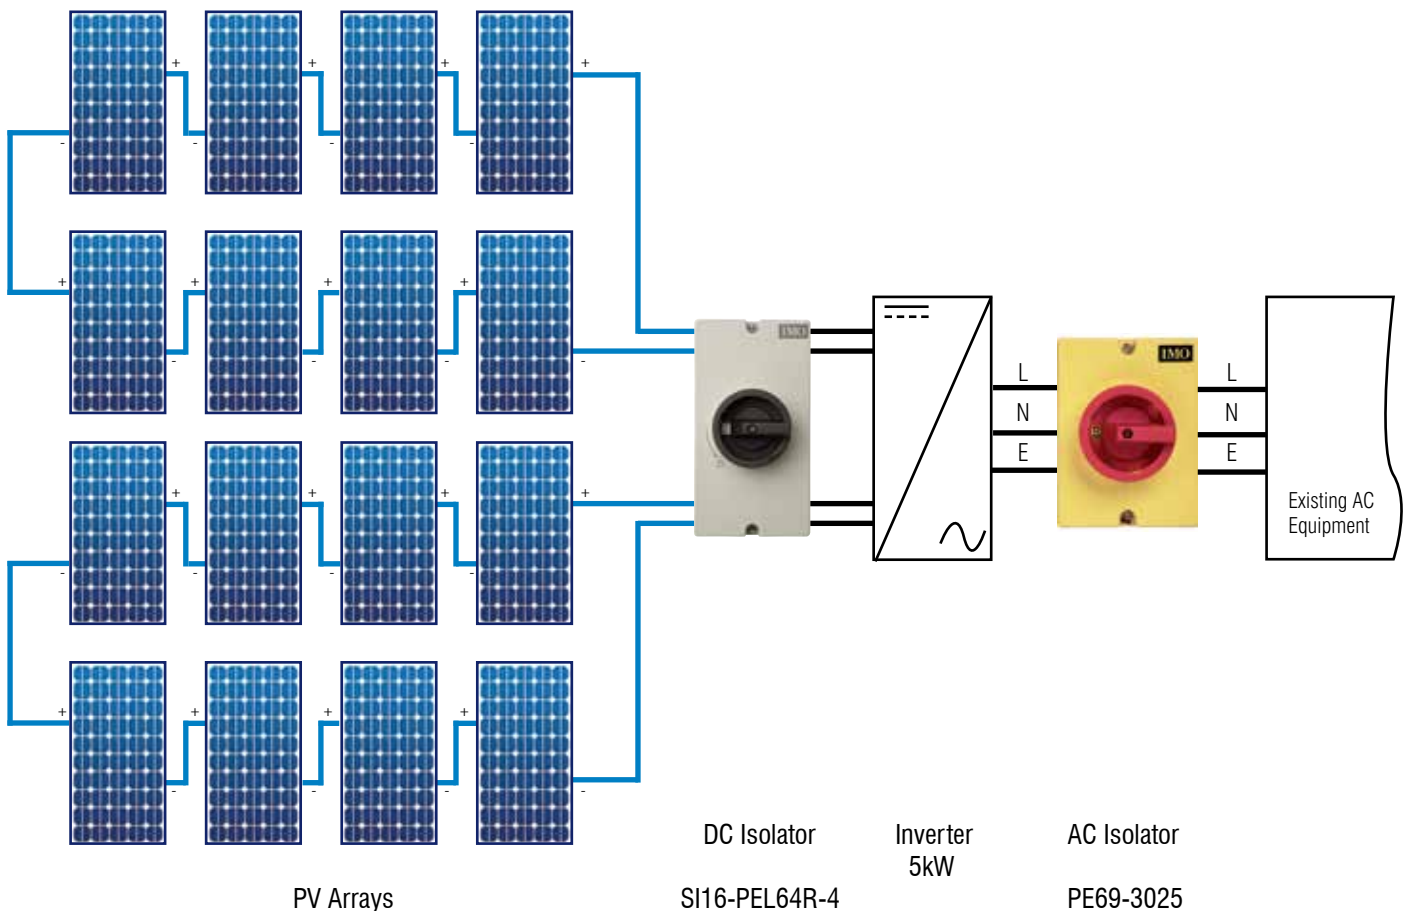 + + + +
- - - -
+ + + +
- - - -
IMO
IMO
L L
N N
E E
+ + + +
- - - -
Existing AC
Equipment
+ + + +
- - - -
DC Isolator Inverter AC Isolator
5kW
PV Arrays SI16-PEL64R-4 PE69-3025